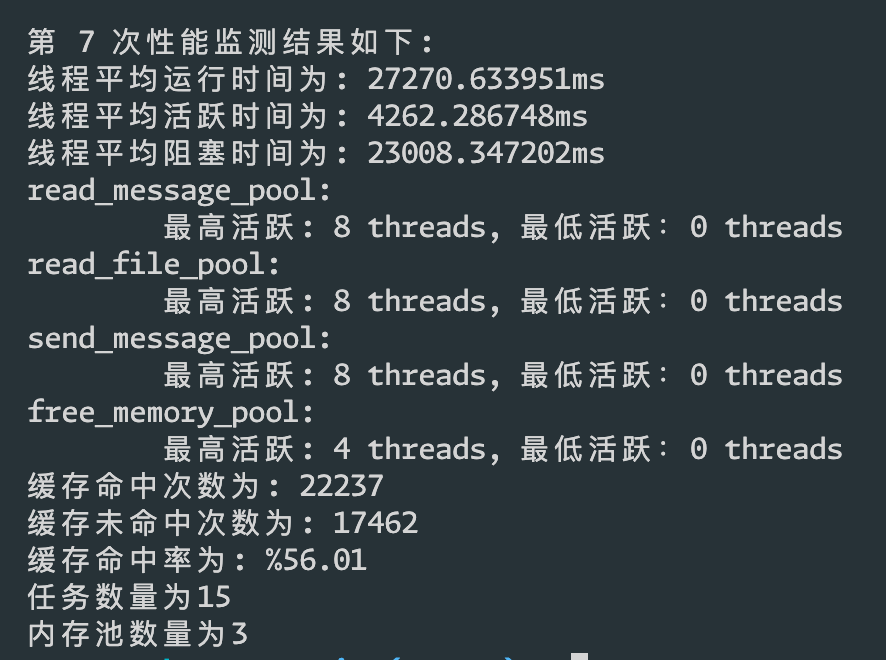 第 7 次性能监测结果如下:
线程平均运行时间为: 27270.633951ms
线程平均活跃时间为: 4262.286748ms
线程平均阻塞时间为: 23008.347202ms
read_message_pool:
最高活跃: 8 threads, 最低活跃: 0 threads
read_file_pool:
最高活跃: 8 threads, 最低活跃: 0 threads
send_message_pool:
最高活跃: 8 threads, 最低活跃: 0 threads
free_memory_pool:
最高活跃: 4 threads, 最低活跃: 0 threads
缓存命中次数为: 22237
缓存未命中次数为: 17462
缓存命中率为: %56.01
任务数量为15
内存池数量为3